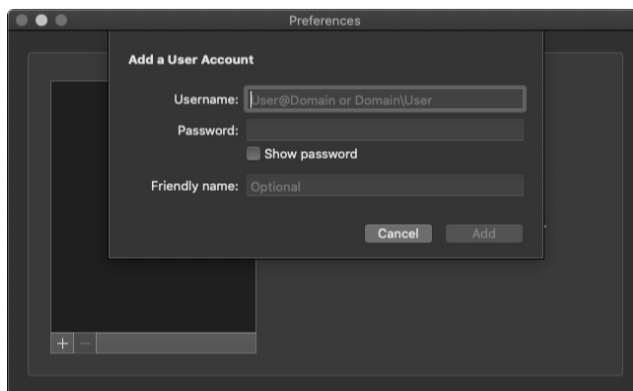 Preferences
Add a User Account
Username: User@Domain or Domain\User
Password:
Show password
Friendly name: Optional
Cancel Add